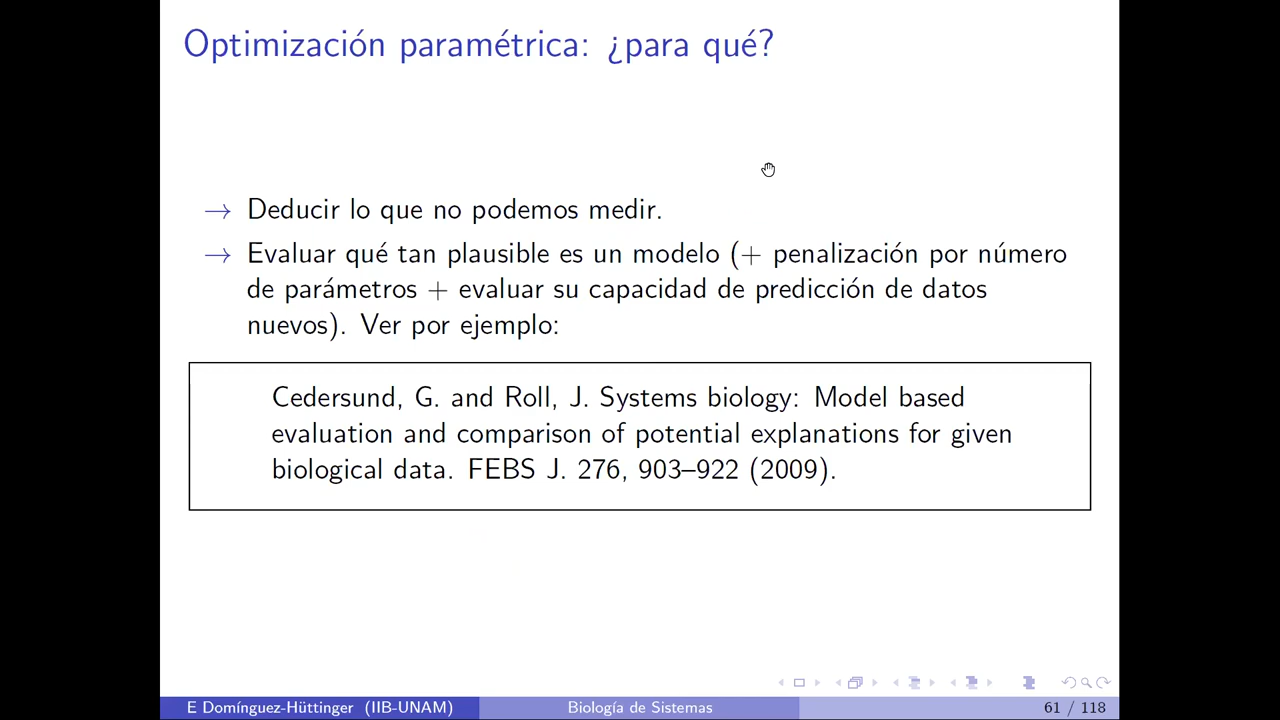 Optimización paramétrica: ¿para qué?
→ Deducir lo que no podemos medir.
→ Evaluar qué tan plausible es un modelo (+ penalización por número
de parámetros + evaluar su capacidad de predicción de datos
nuevos). Ver por ejemplo:
Cedersund, G. and Roll, J. Systems biology: Model based
evaluation and comparison of potential explanations for given
biological data. FEBS J. 276, 903–922 (2009).
E Domínguez-Hüttinger (IIB-UNAM) Biología de Sistemas 61 / 118